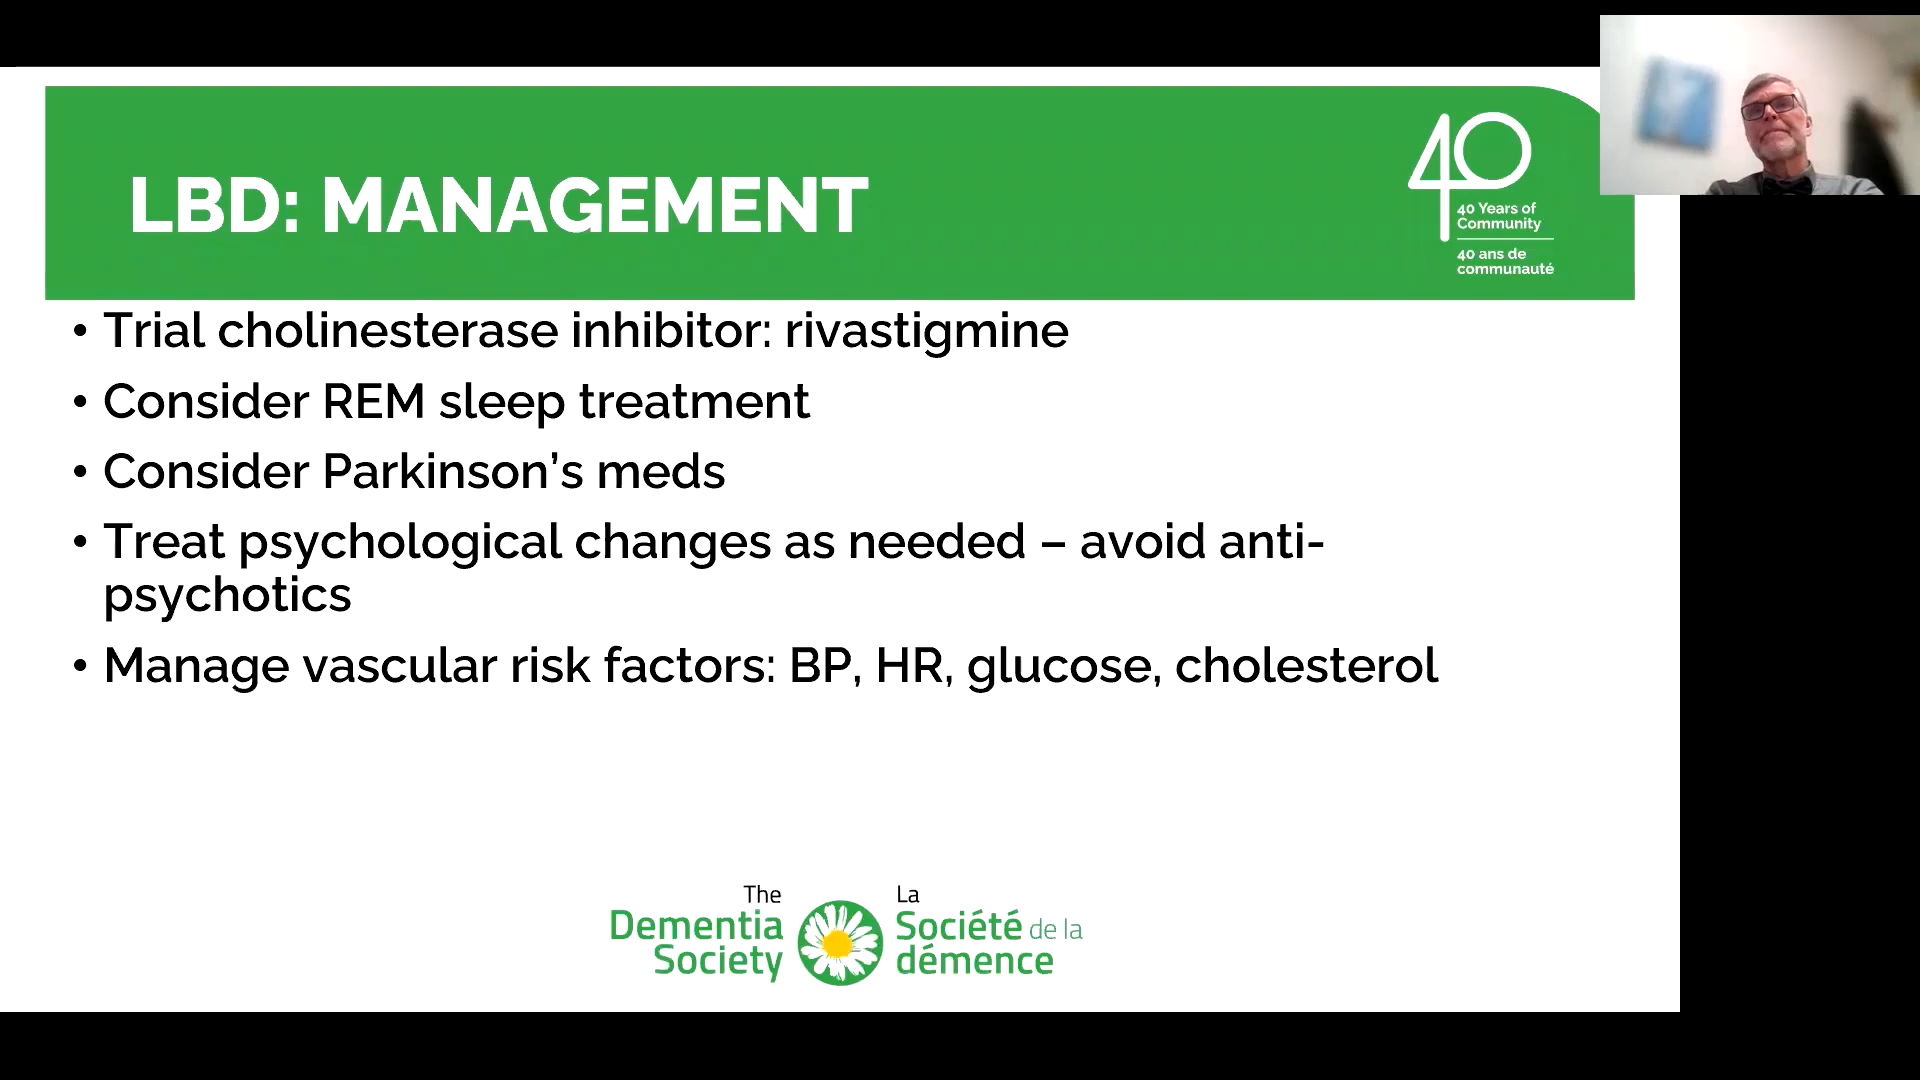 LBD: MANAGEMENT
40
40 Years of
Community
40 ans de
communauté
• Trial cholinesterase inhibitor: rivastigmine
• Consider REM sleep treatment
• Consider Parkinson’s meds
• Treat psychological changes as needed – avoid anti-
psychotics
• Manage vascular risk factors: BP, HR, glucose, cholesterol
The
Dementia
Society
La
Société de la
démence